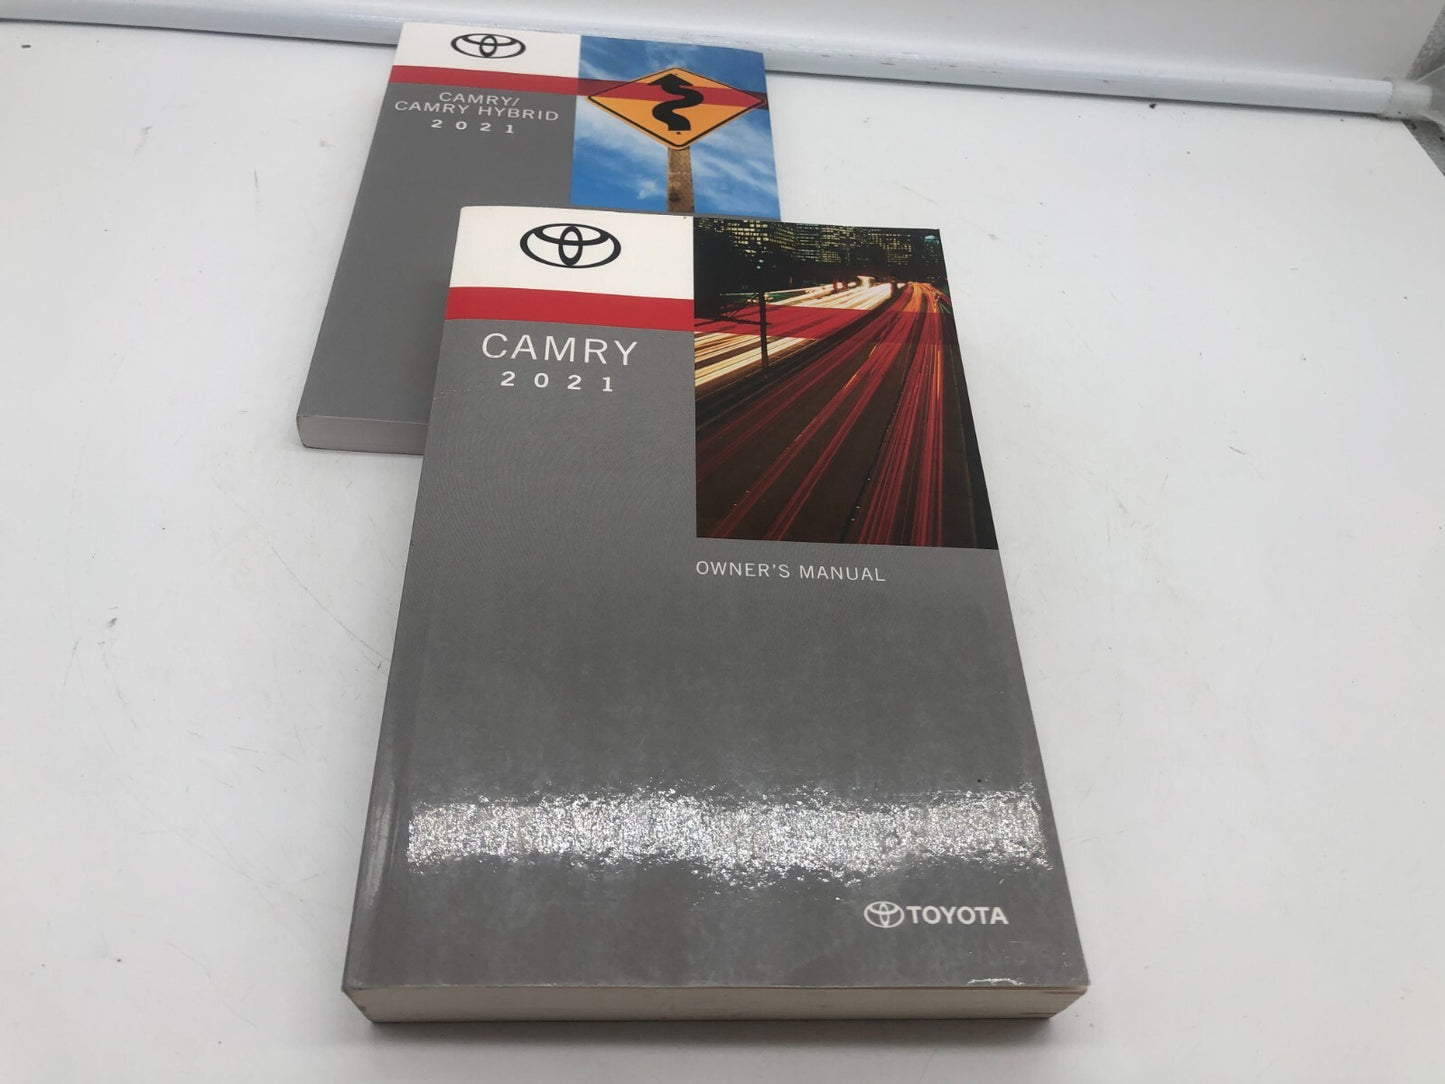 CAMRY/
CAMRY HYBRID
2021
CAMRY
2021
OWNER'S MANUAL
TOYOTA